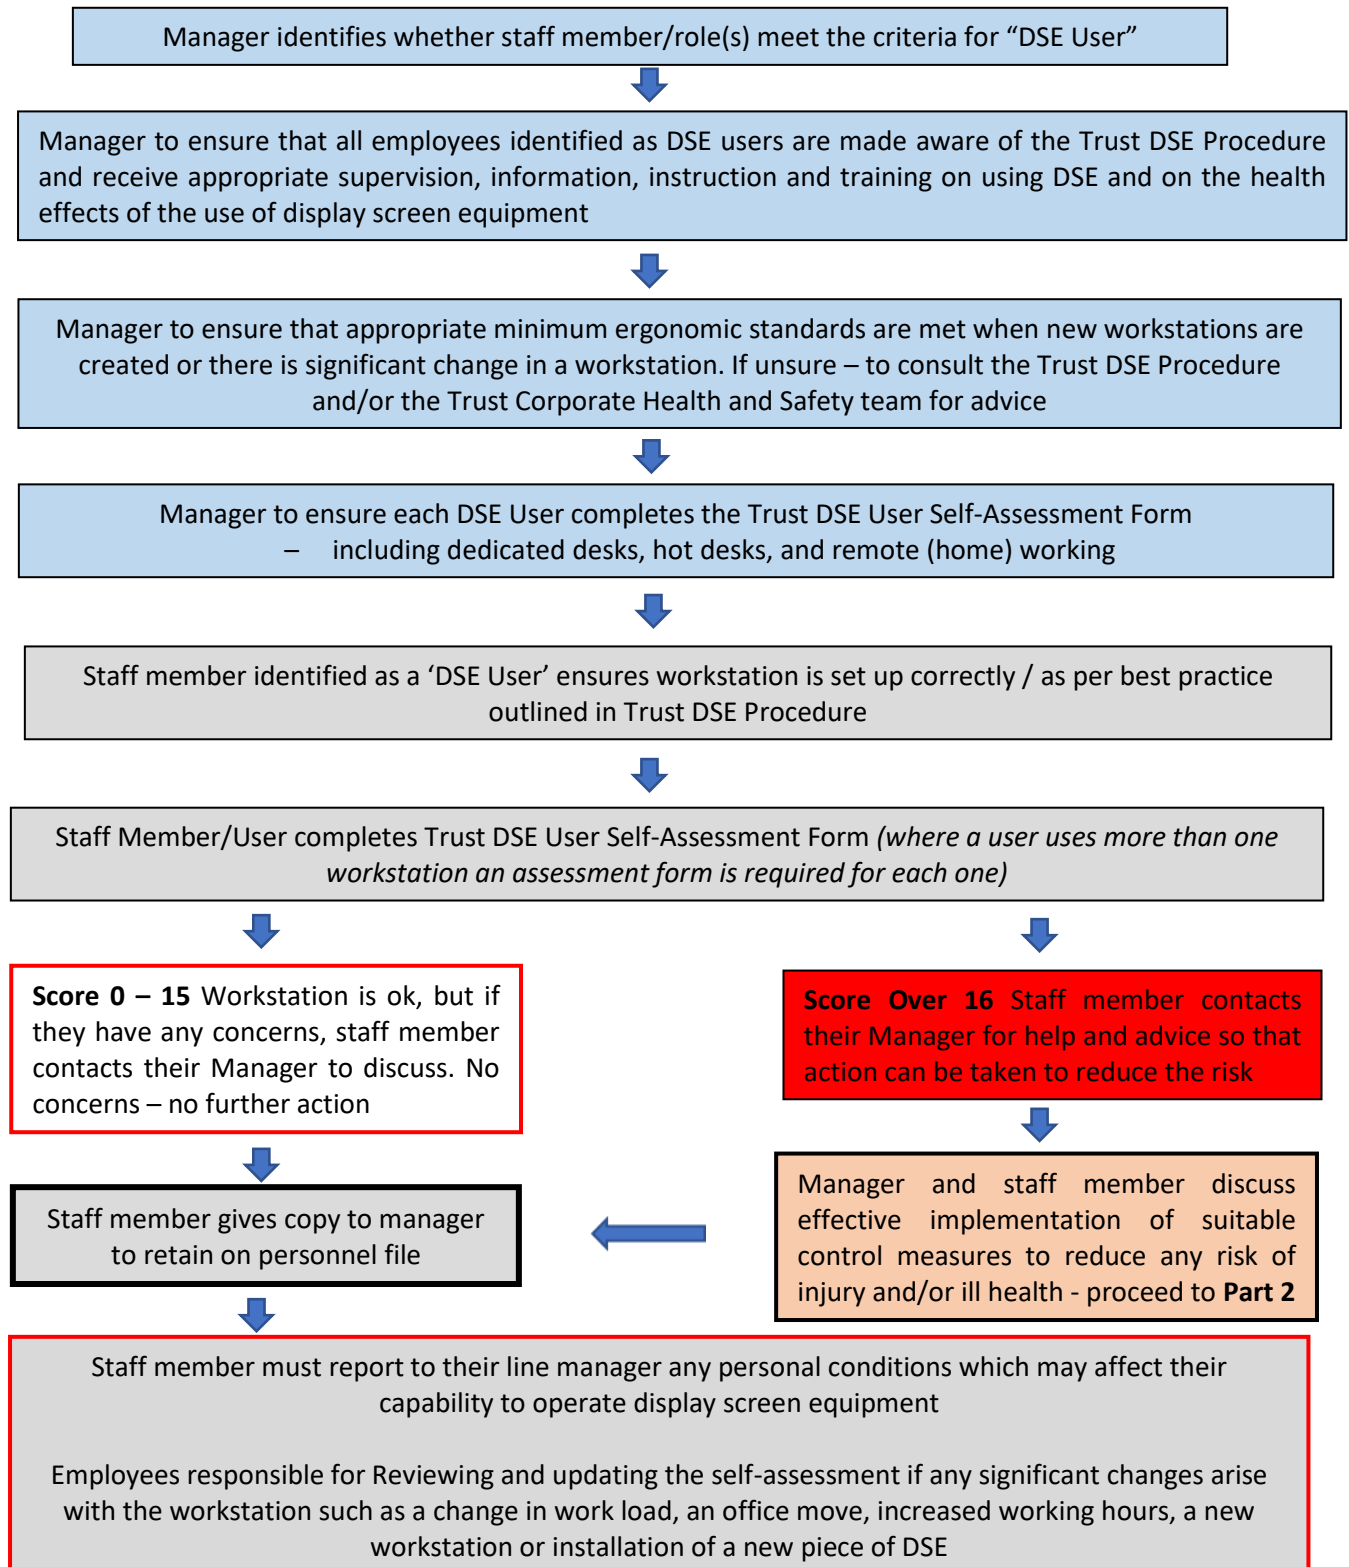 Manager identifies whether staff member/role(s) meet the criteria for “DSE User”
Manager to ensure that all employees identified as DSE users are made aware of the Trust DSE Procedure
and receive appropriate supervision, information, instruction and training on using DSE and on the health
effects of the use of display screen equipment
Manager to ensure that appropriate minimum ergonomic standards are met when new workstations are
created or there is significant change in a workstation. If unsure – to consult the Trust DSE Procedure
and/or the Trust Corporate Health and Safety team for advice
Manager to ensure each DSE User completes the Trust DSE User Self-Assessment Form
– including dedicated desks, hot desks, and remote (home) working
Staff member identified as a ‘DSE User’ ensures workstation is set up correctly / as per best practice
outlined in Trust DSE Procedure
Staff Member/User completes Trust DSE User Self-Assessment Form (where a user uses more than one
workstation an assessment form is required for each one)
Score 0 – 15 Workstation is ok, but if
they have any concerns, staff member
contacts their Manager to discuss. No
concerns – no further action
Score Over 16 Staff member contacts
their Manager for help and advice so that
action can be taken to reduce the risk
Staff member gives copy to manager
to retain on personnel file
Manager and staff member discuss
effective implementation of suitable
control measures to reduce any risk of
injury and/or ill health - proceed to Part 2
Staff member must report to their line manager any personal conditions which may affect their
capability to operate display screen equipment
Employees responsible for Reviewing and updating the self-assessment if any significant changes arise
with the workstation such as a change in work load, an office move, increased working hours, a new
workstation or installation of a new piece of DSE